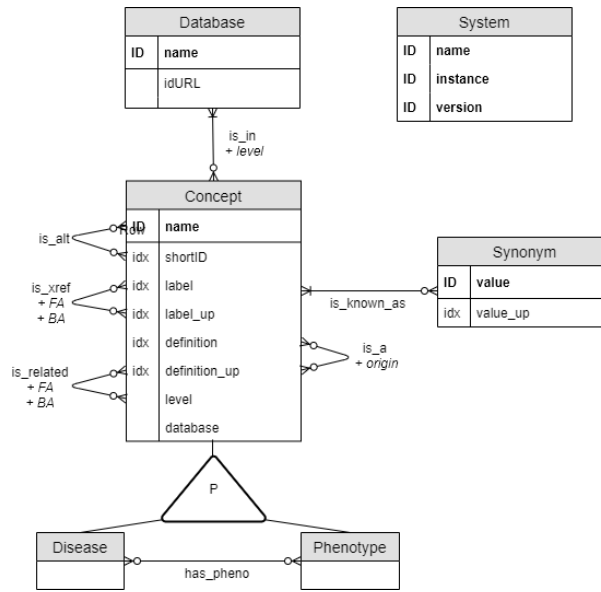 Database
ID name
idURL
System
ID name
ID instance
ID version
is_in
+ level
Concept
Row
ID name
idx shortID
idx label
idx label_up
definition
idx definition_up
level
database
is_alt
is_xref
+ FA
+ BA
is_related
+ FA
+ BA
is_known_as
Synonym
ID value
idx value_up
is_a
+ origin
P
Disease
Phenotype
has_pheno